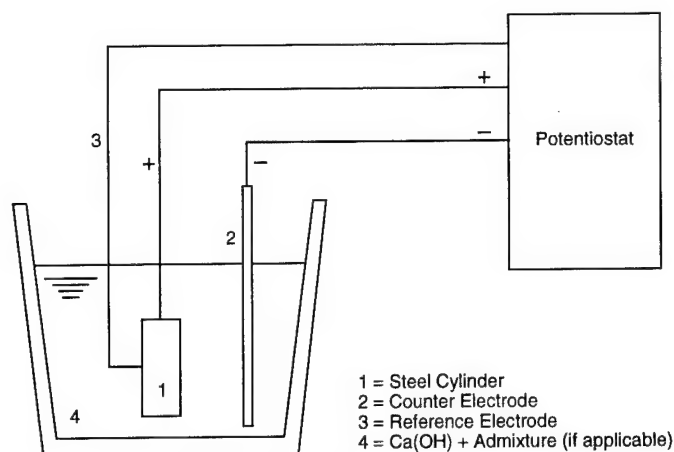 +
3
+
−
−
Potentiostat
2
1
4
1 = Steel Cylinder
2 = Counter Electrode
3 = Reference Electrode
4 = Ca(OH) + Admixture (if applicable)